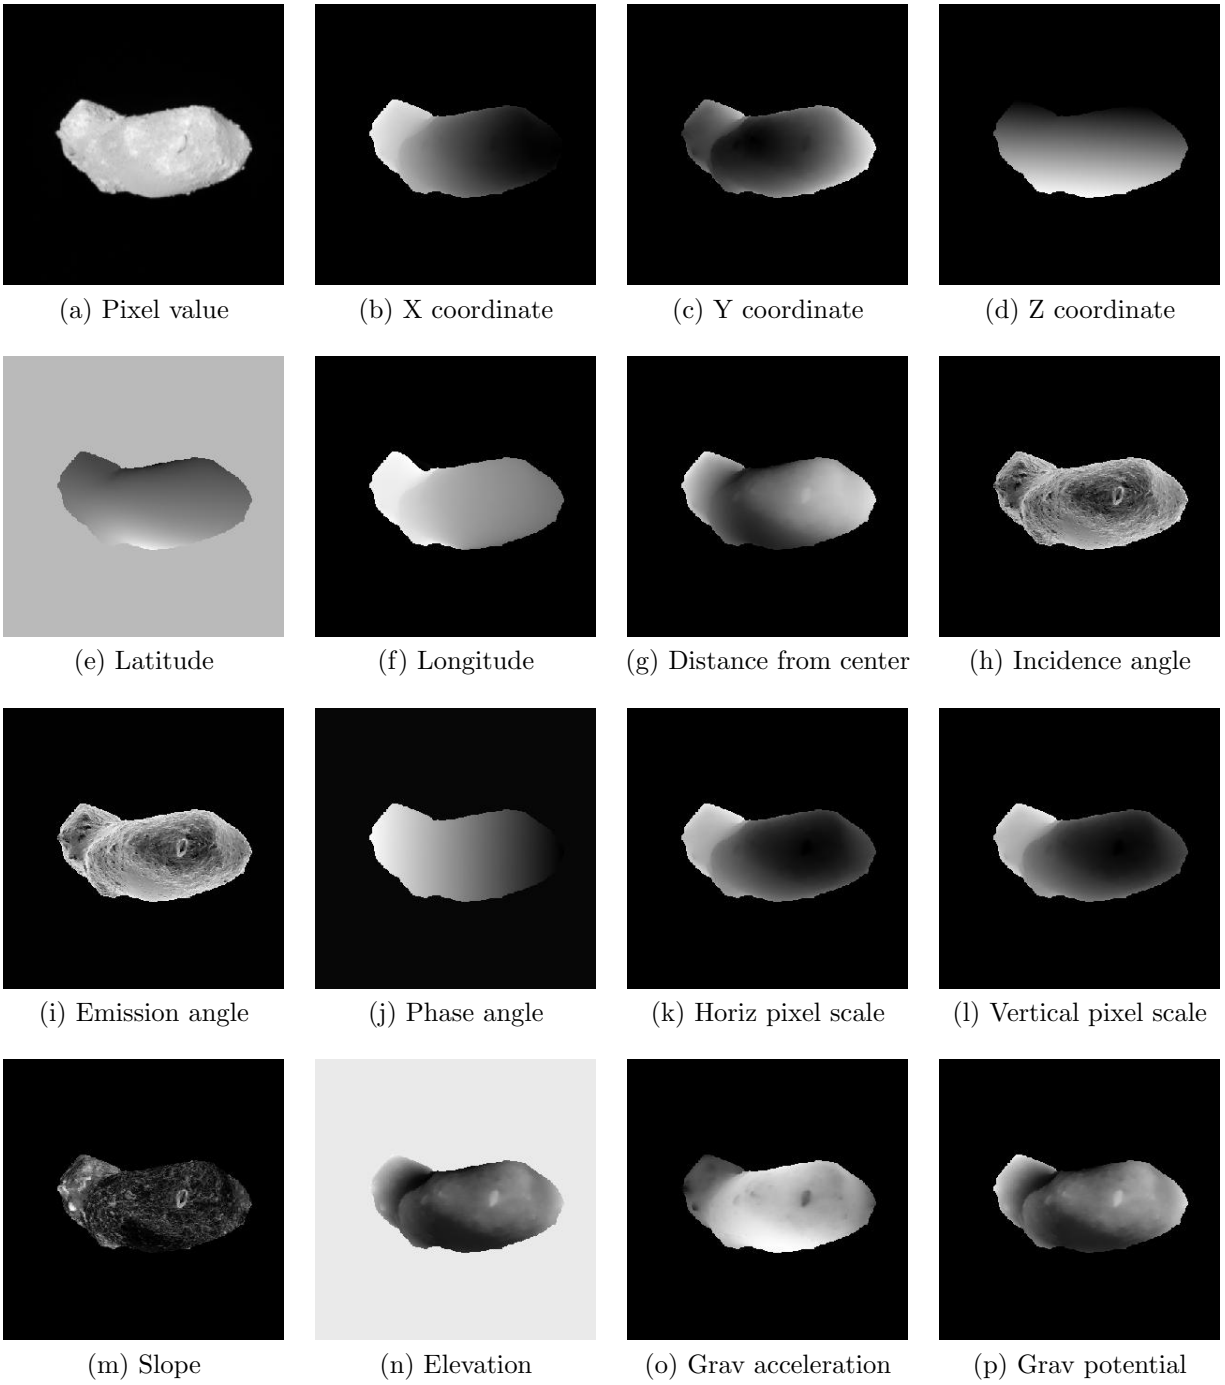 (a) Pixel value
(b) X coordinate
(c) Y coordinate
(d) Z coordinate
(e) Latitude
(f) Longitude
(g) Distance from center
(h) Incidence angle
(i) Emission angle
(j) Phase angle
(k) Horiz pixel scale
(l) Vertical pixel scale
(m) Slope
(n) Elevation
(o) Grav acceleration
(p) Grav potential